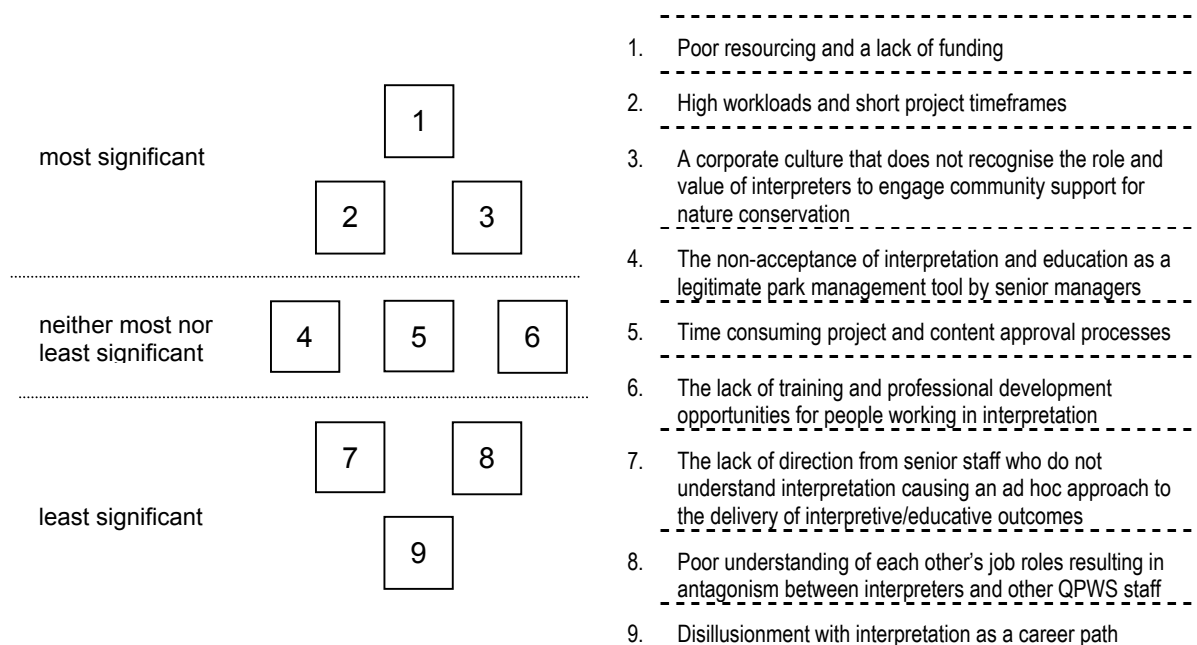 1
most significant
2 3
neither most nor
least significant
4 5 6
7 8
least significant
9
1. Poor resourcing and a lack of funding
2. High workloads and short project timeframes
3. A corporate culture that does not recognise the role and
value of interpreters to engage community support for
nature conservation
4. The non-acceptance of interpretation and education as a
legitimate park management tool by senior managers
5. Time consuming project and content approval processes
6. The lack of training and professional development
opportunities for people working in interpretation
7. The lack of direction from senior staff who do not
understand interpretation causing an ad hoc approach to
the delivery of interpretive/educative outcomes
8. Poor understanding of each other’s job roles resulting in
antagonism between interpreters and other QPWS staff
9. Disillusionment with interpretation as a career path